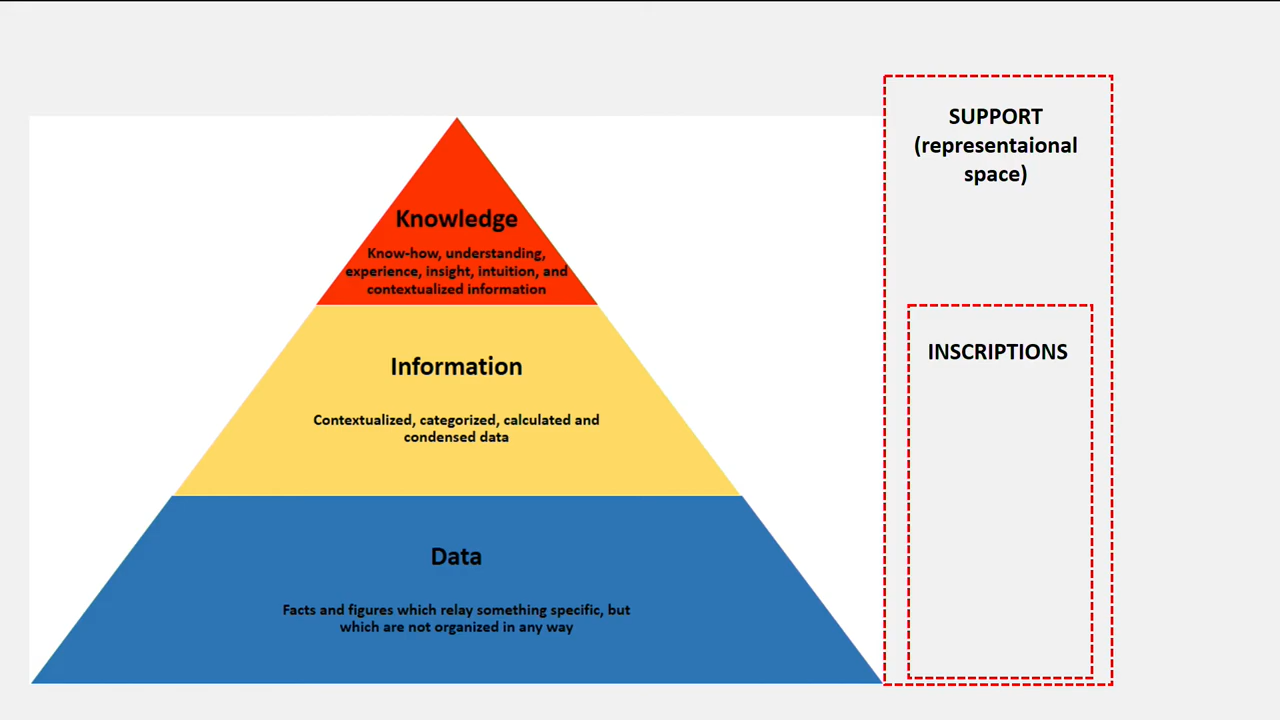 Knowledge
Know-how, understanding,
experience, insight, intuition, and
contextualized information
Information
Contextualized, categorized, calculated and
condensed data
Data
Facts and figures which relay something specific, but
which are not organized in any way
SUPPORT
(representaional
space)
INSCRIPTIONS